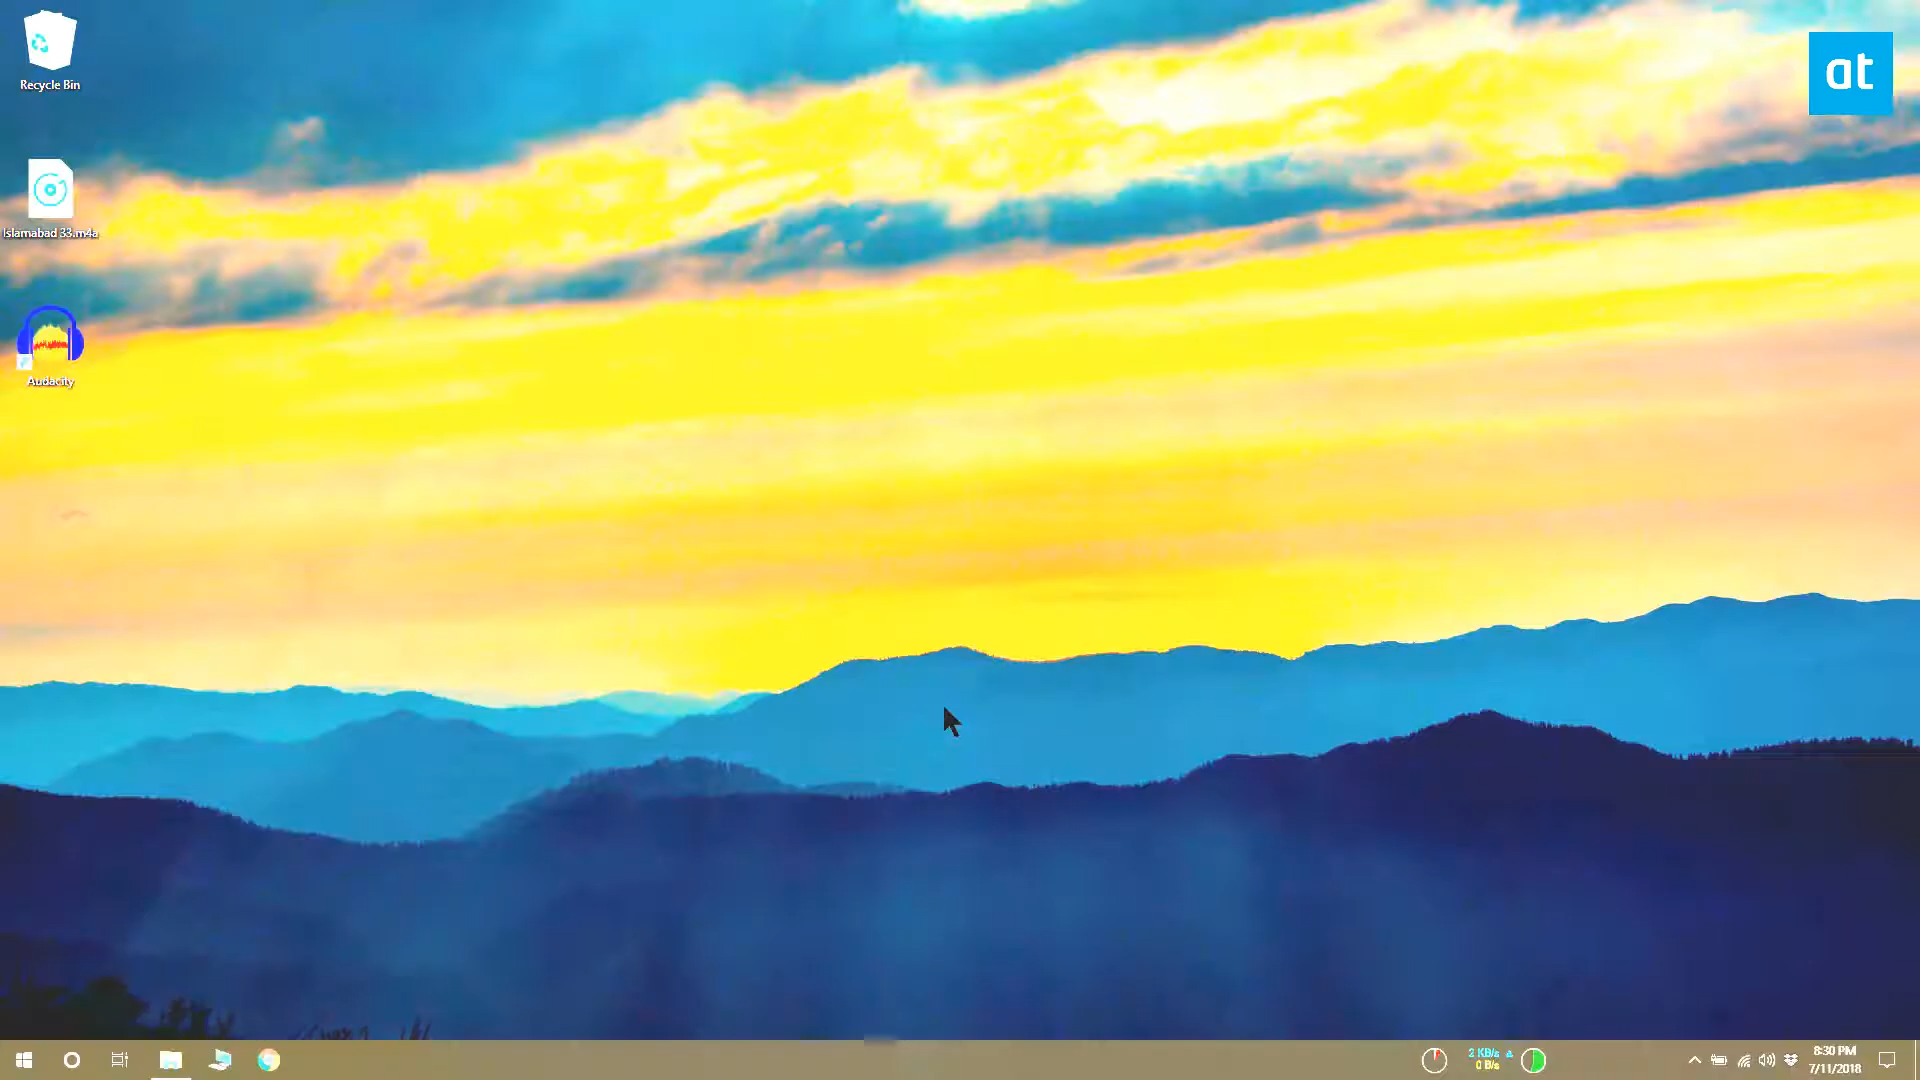 Recycle Bin
at
Islamabad 33.m4a
Audacity
2 KB/s
0 B/s
8:30 PM
7/11/2018